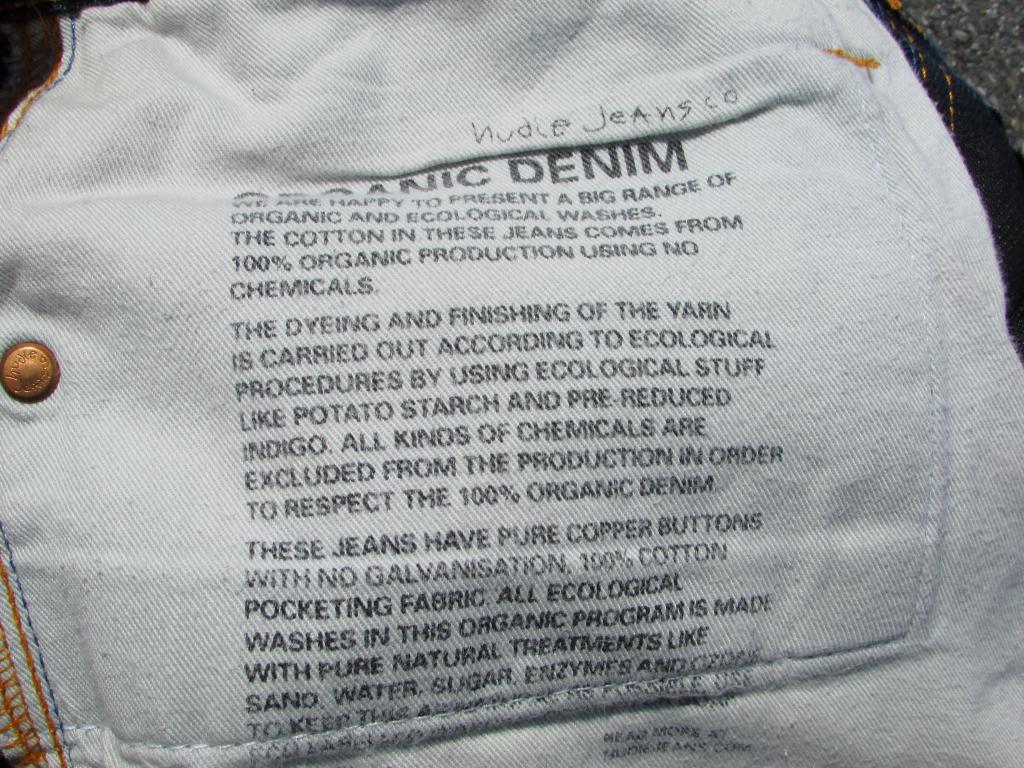 Nudie Jeans co
ORGANIC DENIM
WE ARE HAPPY TO PRESENT A BIG RANGE OF
ORGANIC AND ECOLOGICAL WASHES.
THE COTTON IN THESE JEANS COMES FROM
100% ORGANIC PRODUCTION USING NO
CHEMICALS.
THE DYEING AND FINISHING OF THE YARN
IS CARRIED OUT ACCORDING TO ECOLOGICAL
PROCEDURES BY USING ECOLOGICAL STUFF
LIKE POTATO STARCH AND PRE-REDUCED
INDIGO. ALL KINDS OF CHEMICALS ARE
EXCLUDED FROM THE PRODUCTION IN ORDER
TO RESPECT THE 100% ORGANIC DENIM.
THESE JEANS HAVE PURE COPPER BUTTONS
WITH NO GALVANISATION, 100% COTTON
POCKETING FABRIC. ALL ECOLOGICAL
WASHES IN THIS ORGANIC PROGRAM IS MADE
WITH PURE NATURAL TREATMENTS LIKE
SAND, WATER, SUGAR, ENZYMES AND OZONE
TO KEEP THIS
READ MORE AT
NUDIEJEANS.COM